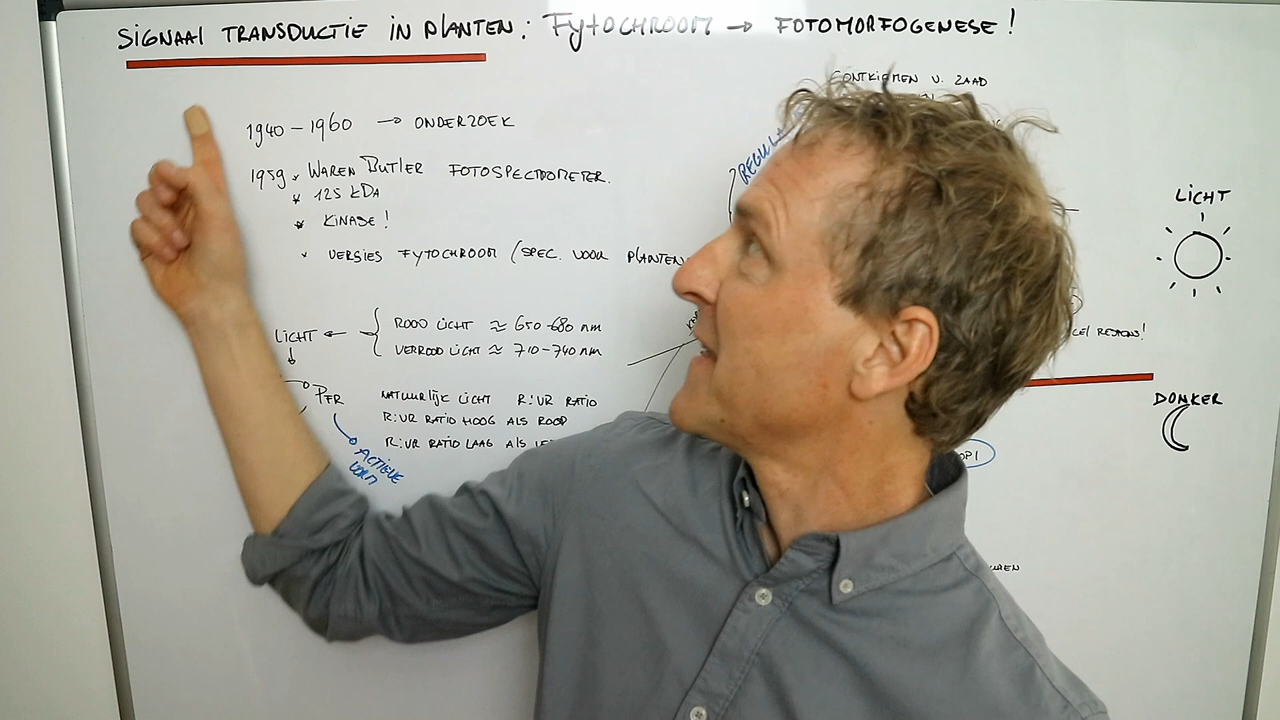 SIGNAAL TRANSDUCTIE IN PLANTEN: FYTOCHROOM → FOTOMORFOGENESE!
ONTKIEMEN V. ZAAD
1940 - 1960 → ONDERZOEK
1959 * WAREN BUTLER FOTOSPECTROMETER.
* 125 kDA
* KINASE!
* VERSIES FYTOCHROOM (SPEC. VOOR PLANTEN
LICHT ← { ROOD LICHT ≈ 650-680 nm
VERROOD LICHT ≈ 710-740 nm
PFR
NATUURLIJK LICHT R:VR RATIO
R:VR RATIO HOOG ALS ROOD
R:VR RATIO LAAG ALS
ACTIEVE
VORM
LICHT
RESPONS!
DONKER